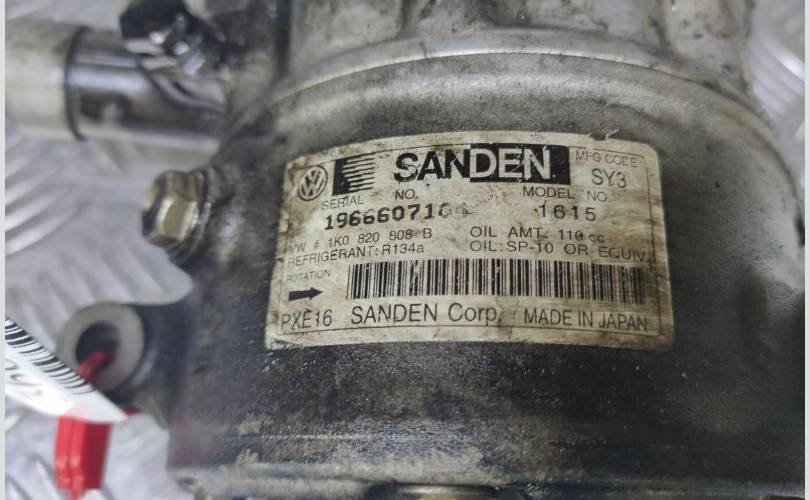 SANDEN
MFG CODE
SY3
SERIAL NO.
MODEL NO.
1615
VW # 1K0 820 808 B
OIL AMT. 110 cc
REFRIGERANT:R134a
OIL:SP-10 OR EQUIV.
ROTATION
PXE16 SANDEN Corp. MADE IN JAPAN